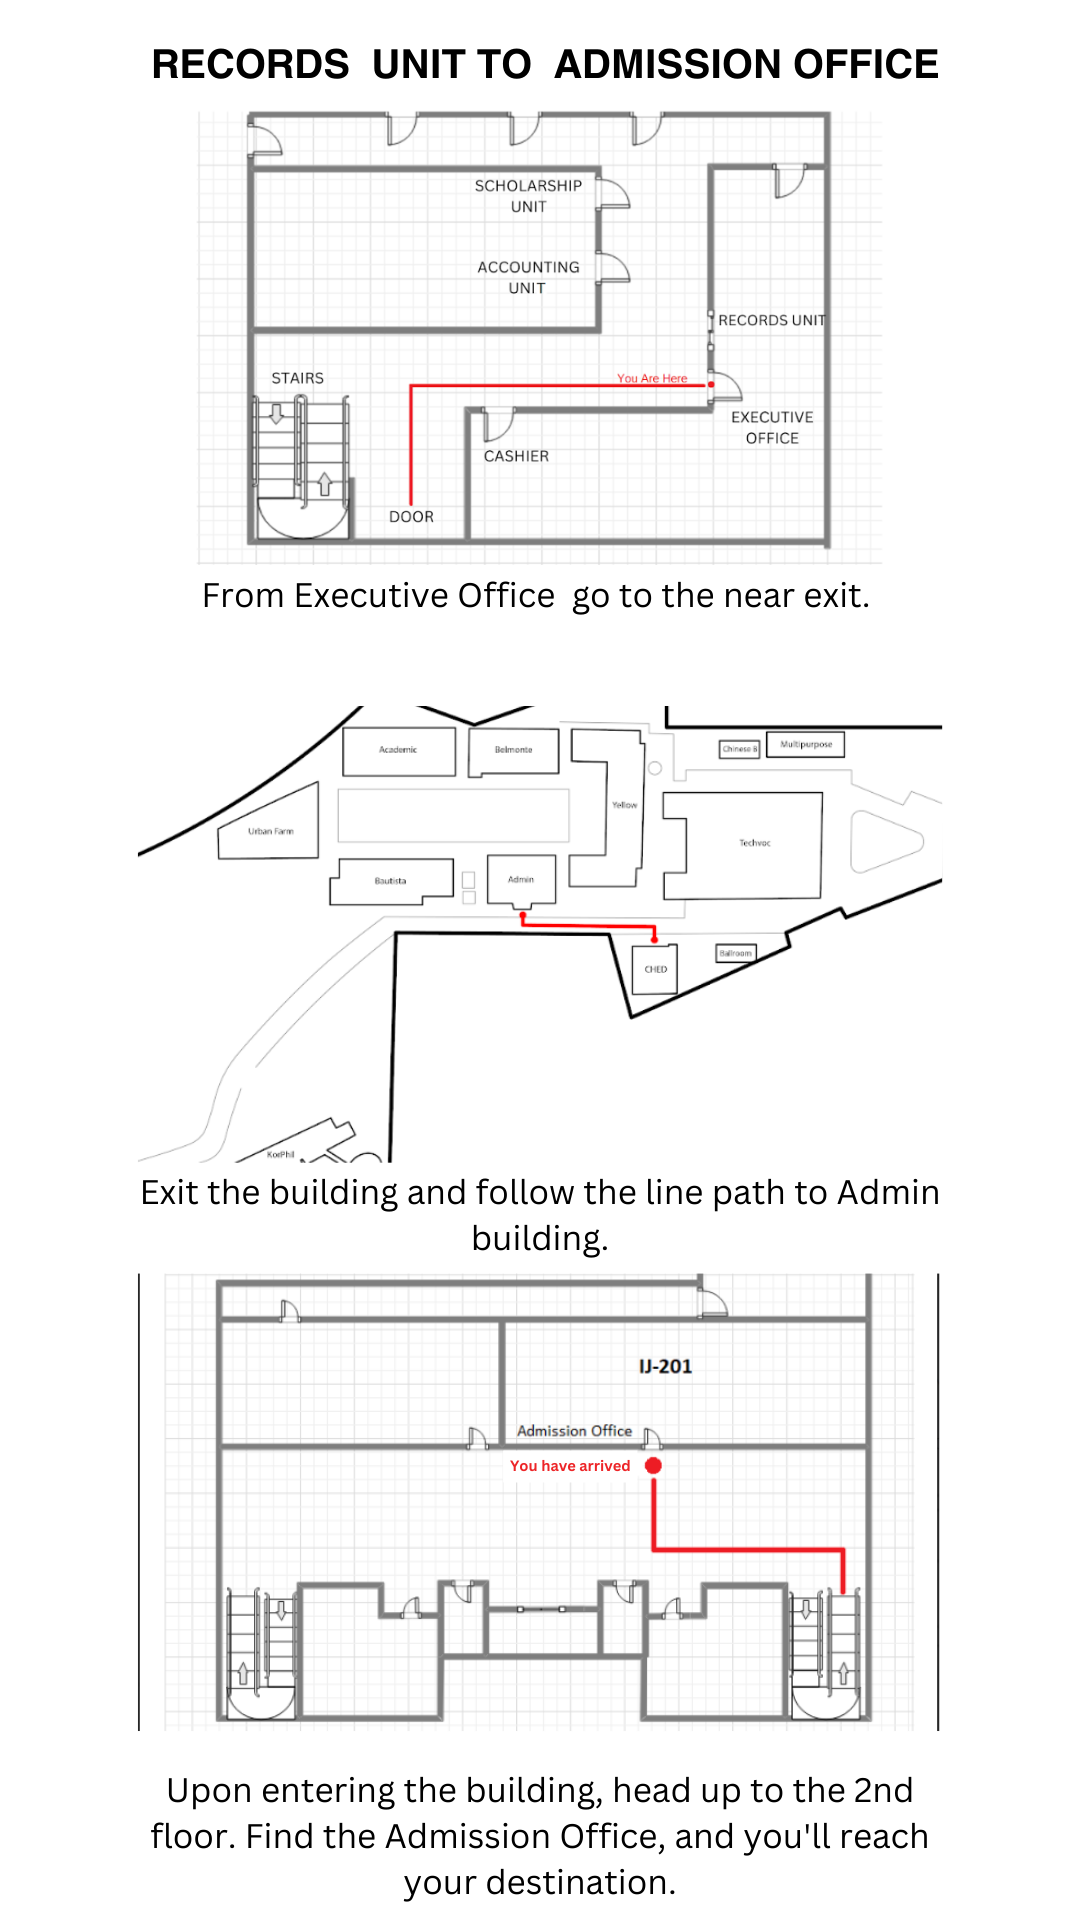 RECORDS UNIT TO ADMISSION OFFICE
SCHOLARSHIP
UNIT
ACCOUNTING
UNIT
RECORDS UNIT
STAIRS
You Are Here
EXECUTIVE
OFFICE
CASHIER
DOOR
From Executive Office go to the near exit.
Academic
Belmonte
Chinese B
Multipurpose
Yellow
Urban Farm
Techvoc
Bautista
Admin
CHED
Ballroom
KorPhil
Exit the building and follow the line path to Admin
building.
IJ-201
Admission Office
You have arrived
Upon entering the building, head up to the 2nd
floor. Find the Admission Office, and you'll reach
your destination.